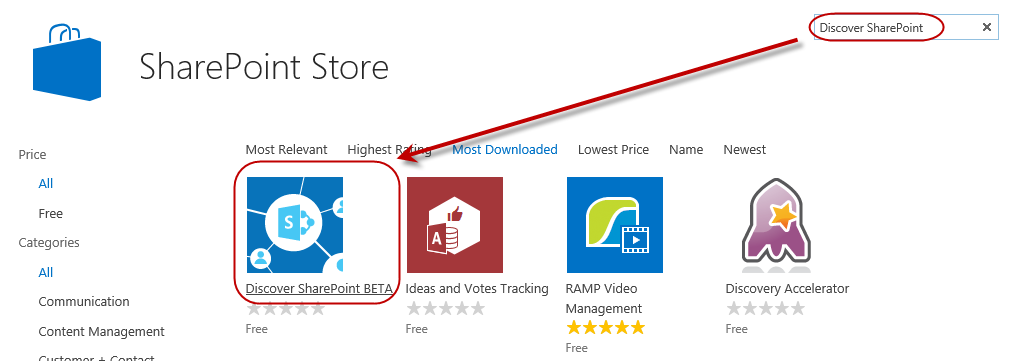 Discover SharePoint
SharePoint Store
Price
All
Free
Categories
All
Communication
Content Management
Customer + Contact
Most Relevant Highest Rating Most Downloaded Lowest Price Name Newest
S
A
Discover SharePoint BETA
Free
Ideas and Votes Tracking
Free
RAMP Video
Management
Free
Discovery Accelerator
Free